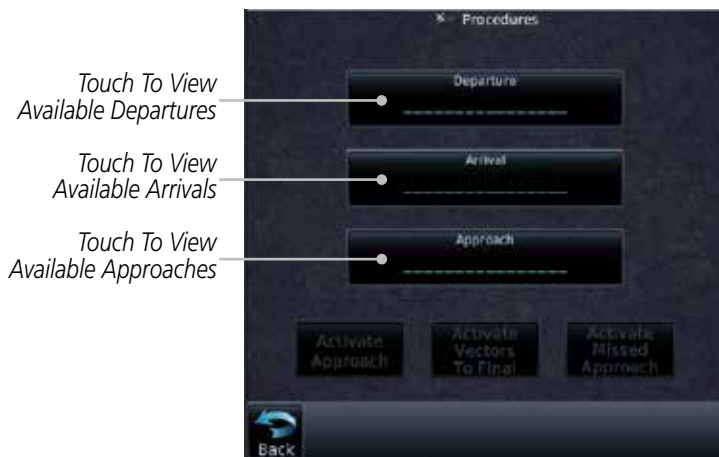 Procedures
Touch To View
Available Departures
Departure
Touch To View
Available Arrivals
Arrival
Touch To View
Available Approaches
Approach
Activate
Approach
Activate
Vectors
To Final
Activate
Missed
Approach
Back